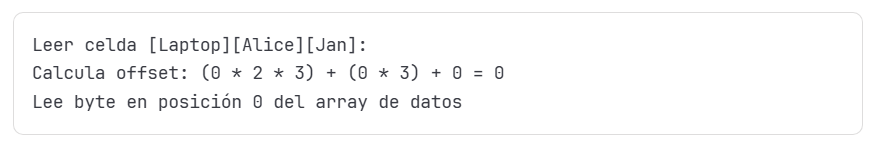 Leer celda [Laptop][Alice][Jan]:
Calcula offset: (0 * 2 * 3) + (0 * 3) + 0 = 0
Lee byte en posición 0 del array de datos